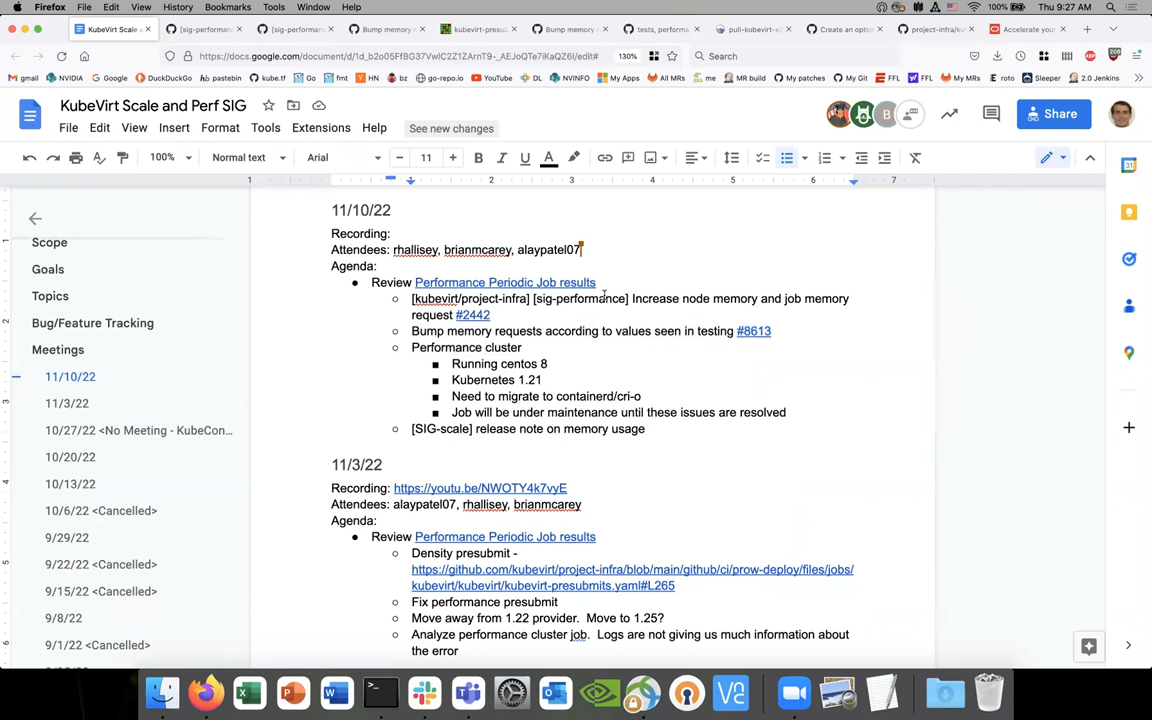 Firefox File Edit View History Bookmarks Tools Window Help 100% Thu 9:27 AM
KubeVirt Scale a [sig-performan [sig-performan Bump memory r kubevirt-presub Bump memory tests, performa pull-kubevirt-e2 Create an option project-infra/ku Accelerate your
https://docs.google.com/document/d/1d_b2o05FfBG37VwlC2Z1ZArnT9-_AEJoQTe7iKaQZI/edit# 130% Search
gmail NVIDIA Google DuckDuckGo pastebin kube.tf Go fmt HN bz go-repo.io YouTube DL NVINFO My Apps All MRs me MR build My patches My Git FFL FFL My MRs roto Sleeper 2.0 Jenkins
KubeVirt Scale and Perf SIG
B
Share
File Edit View Insert Format Tools Extensions Help See new changes
100% Normal text Arial 11
1 1 2 3 4 5 6 7
Scope
Goals
Topics
Bug/Feature Tracking
Meetings
11/10/22
11/3/22
10/27/22 <No Meeting - KubeCon...
10/20/22
10/13/22
10/6/22 <Cancelled>
9/29/22
9/22/22 <Cancelled>
9/15/22 <Cancelled>
9/8/22
9/1/22 <Cancelled>
11/10/22
Recording:
Attendees: rhallisey, brianmcarey, alaypatel07
Agenda:
● Review Performance Periodic Job results
○ [kubevirt/project-infra] [sig-performance] Increase node memory and job memory
request #2442
○ Bump memory requests according to values seen in testing #8613
○ Performance cluster
■ Running centos 8
■ Kubernetes 1.21
■ Need to migrate to containerd/cri-o
■ Job will be under maintenance until these issues are resolved
○ [SIG-scale] release note on memory usage
11/3/22
Recording: https://youtu.be/NWOTY4k7vyE
Attendees: alaypatel07, rhallisey, brianmcarey
Agenda:
● Review Performance Periodic Job results
○ Density presubmit -
https://github.com/kubevirt/project-infra/blob/main/github/ci/prow-deploy/files/jobs/
kubevirt/kubevirt/kubevirt-presubmits.yaml#L265
○ Fix performance presubmit
○ Move away from 1.22 provider. Move to 1.25?
○ Analyze performance cluster job. Logs are not giving us much information about
the error